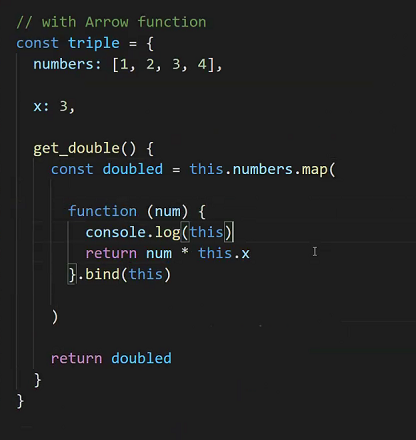 // with Arrow function
const triple = {
numbers: [1, 2, 3, 4],
x: 3,
get_double() {
const doubled = this.numbers.map(
function (num) {
console.log(this)
return num * this.x
}.bind(this)
)
return doubled
}
}